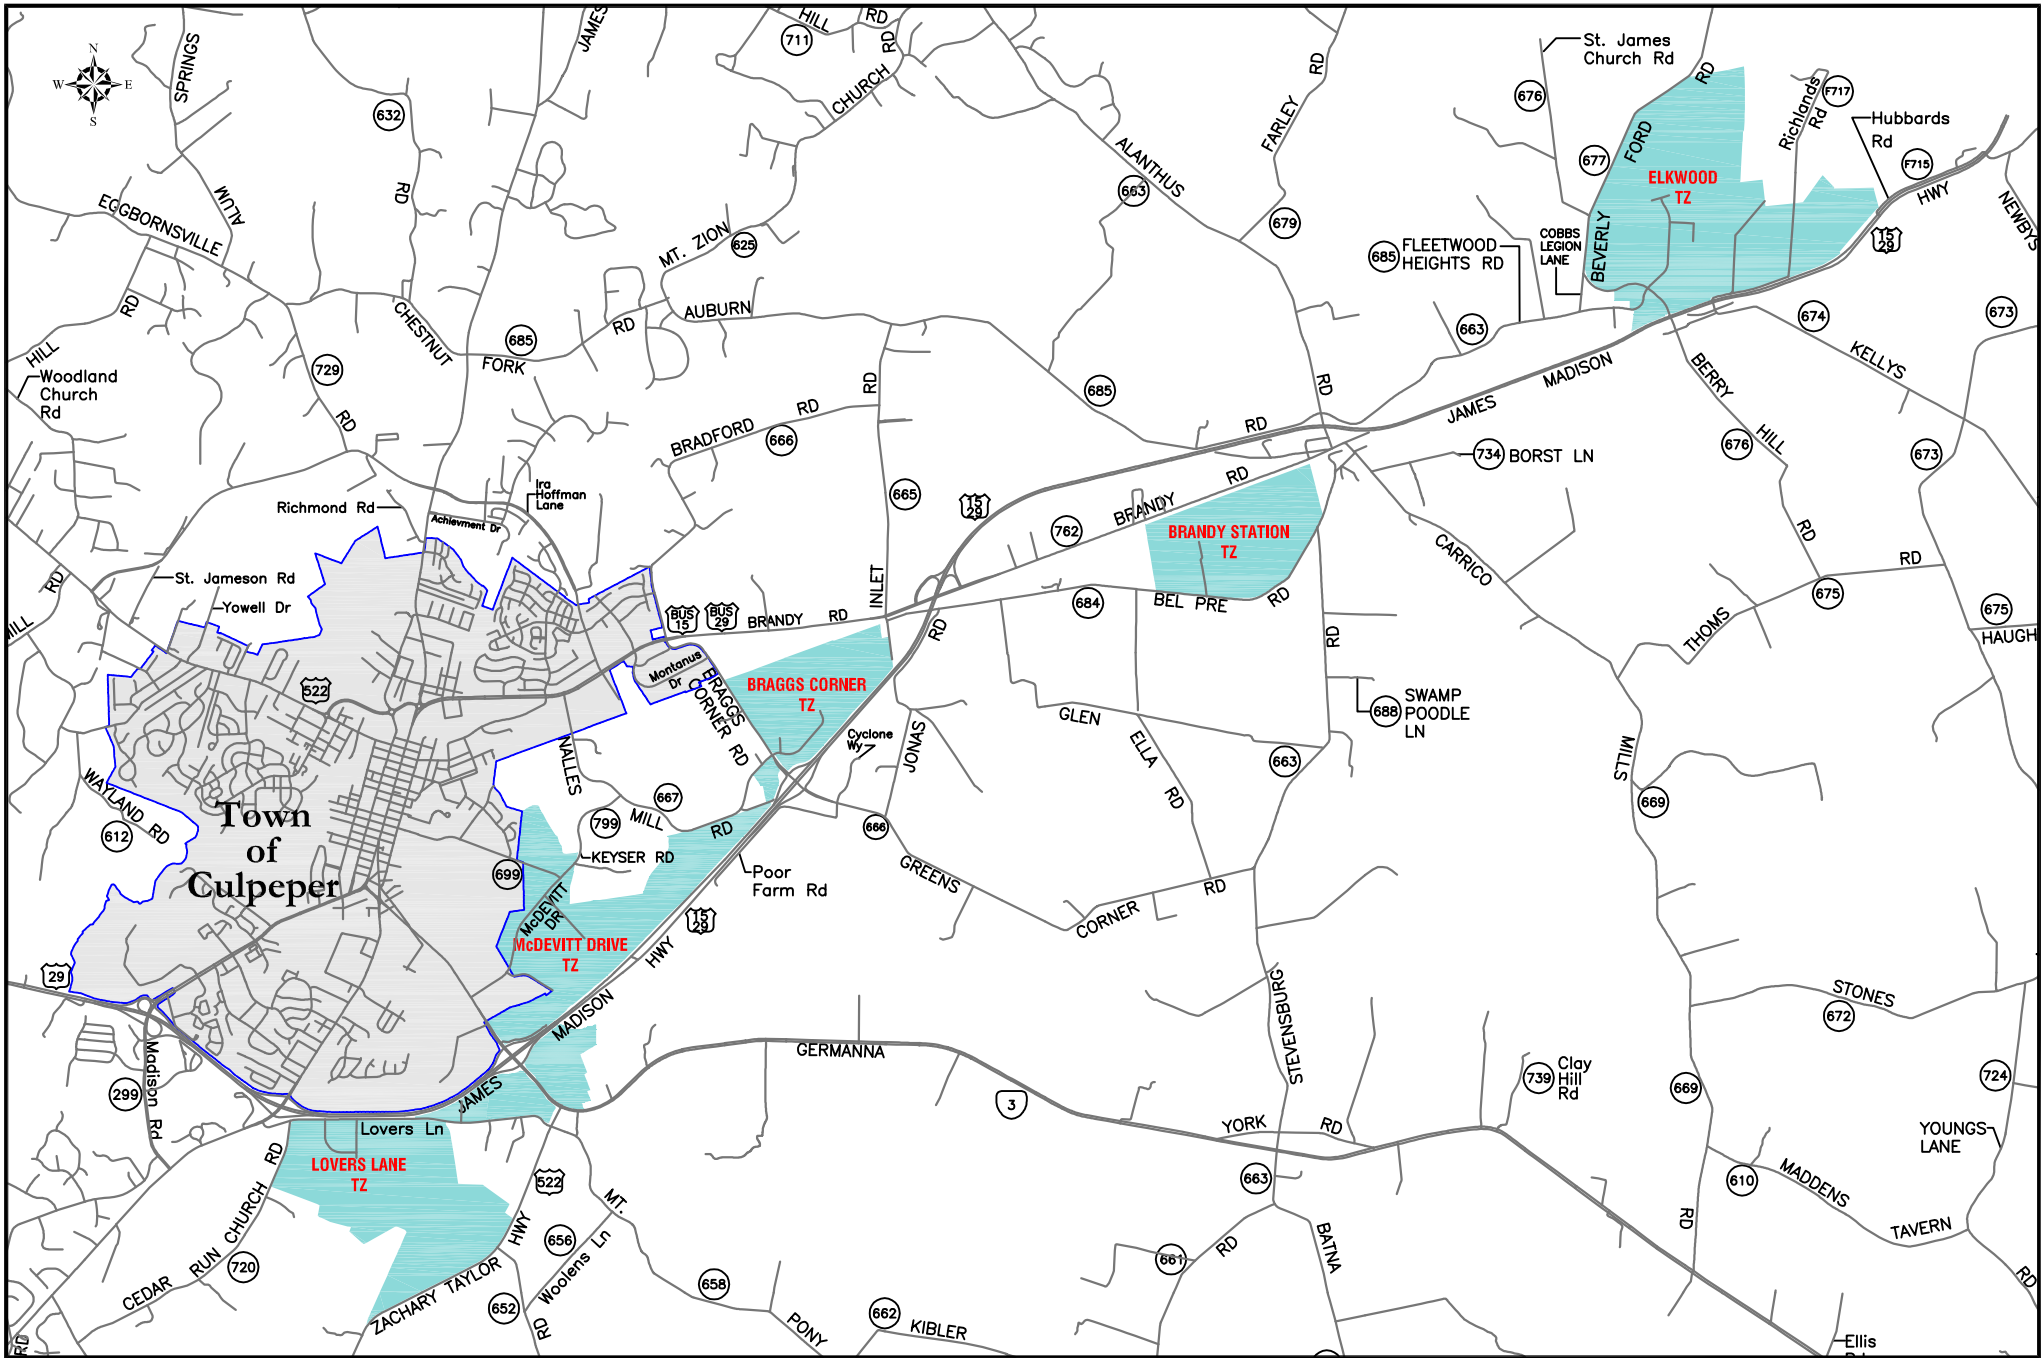 N
W
E
S
SPRINGS
ALUM
JAMES
632
RD
HILL RD
711
RD
CHURCH
EGGBORNSVILLE
RD
HILL
Woodland
Church
Rd
CHESTNUT
685
FORK
RD
MT. ZION
625
AUBURN
729
RD
ALANTHUS
663
FARLEY
RD
679
RD
St. James
Church Rd
676
677
FORD
RD
BEVERLY
ELKWOOD
TZ
Richlands
Rd
F717
Hubbards
Rd
F715
HWY
15
29
NEWBYS
COBBS
LEGION
LANE
685
FLEETWOOD
HEIGHTS RD
663
674
673
KELLYS
BERRY
HILL
676
RD
673
MADISON
JAMES
RD
685
BRADFORD
RD
666
RD
665
INLET
734
BORST LN
Ira
Hoffman
Lane
Richmond Rd
Achievment Dr
15
29
762
BRANDY
RD
BRANDY STATION
TZ
684
BEL PRE
RD
CARRICO
RD
675
RD
THOMS
675
HAUGH
St. Jameson Rd
Yowell Dr
RD
MILL
BUS
15
BUS
29
BRANDY
RD
RD
RD
522
Montanus
Dr
BRAGGS
CORNER RD
BRAGGS CORNER
TZ
Cyclone
Wy
JONAS
GLEN
ELLA
RD
663
688
SWAMP
POODLE
LN
MILLS
669
NALLES
667
MILL
RD
799
KEYSER RD
WAYLAND RD
612
Town
of
Culpeper
699
McDEVITT
DR
McDEVITT DRIVE
TZ
Poor
Farm Rd
15
29
HWY
MADISON
JAMES
666
GREENS
CORNER
RD
STEVENSBURG
29
Madison Rd
299
GERMANNA
3
STONES
672
739
Clay
Hill
Rd
669
724
YORK
RD
YOUNGS
LANE
610
MADDENS
TAVERN
RD
RD
Lovers Ln
LOVERS LANE
TZ
RD
CHURCH
RUN
CEDAR
720
522
HWY
ZACHARY TAYLOR
652
RD
656
Woolens Ln
MT.
658
PONY
662
KIBLER
663
661
RD
BATNA
RD
Ellis